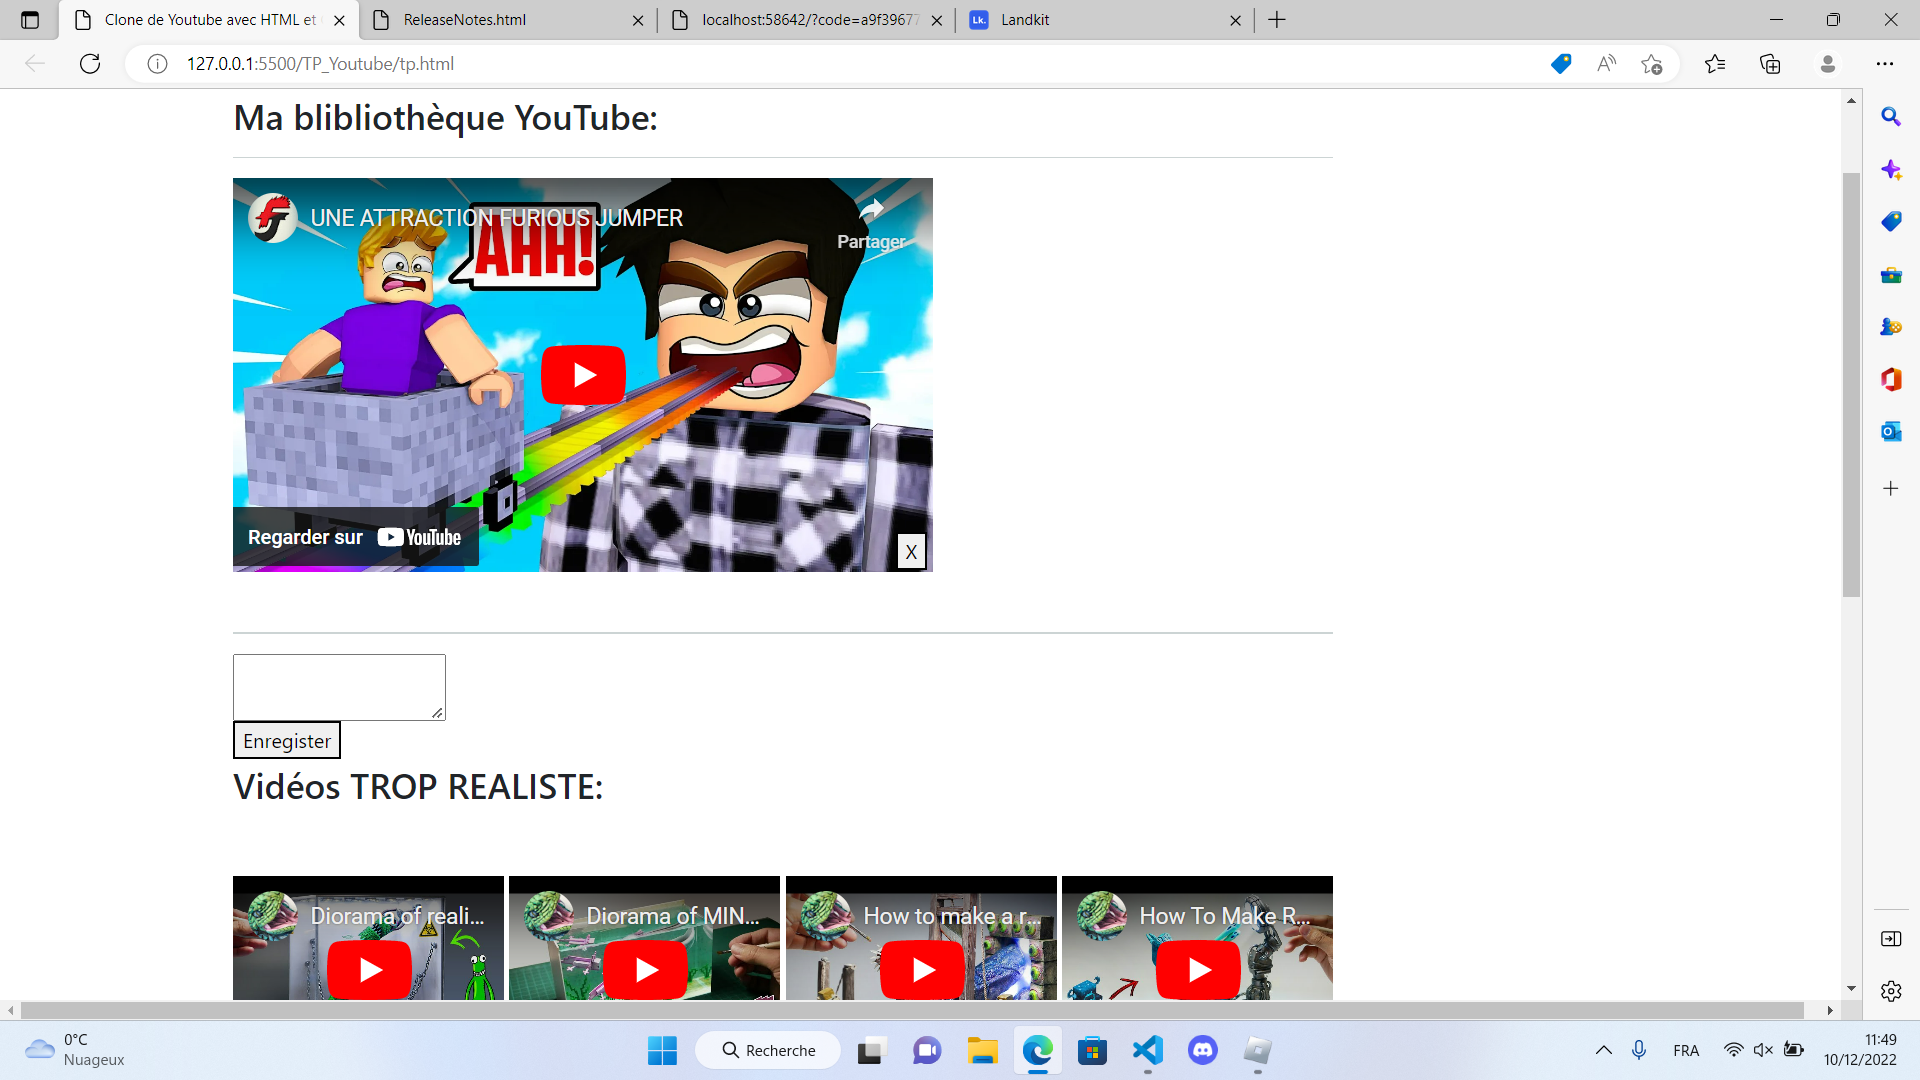 Clone de Youtube avec HTML et
ReleaseNotes.html
localhost:58642/?code=a9f39677
Lk. Landkit
127.0.0.1:5500/TP_Youtube/tp.html
Ma blibliothèque YouTube:
UNE ATTRACTION FURIOUS JUMPER
Partager
AHH!
Regarder sur YouTube
X
Enregister
Vidéos TROP REALISTE:
Diorama of reali...
Diorama of MIN...
How to make a r...
How To Make R...
0°C
Nuageux
Recherche
FRA
11:49
10/12/2022